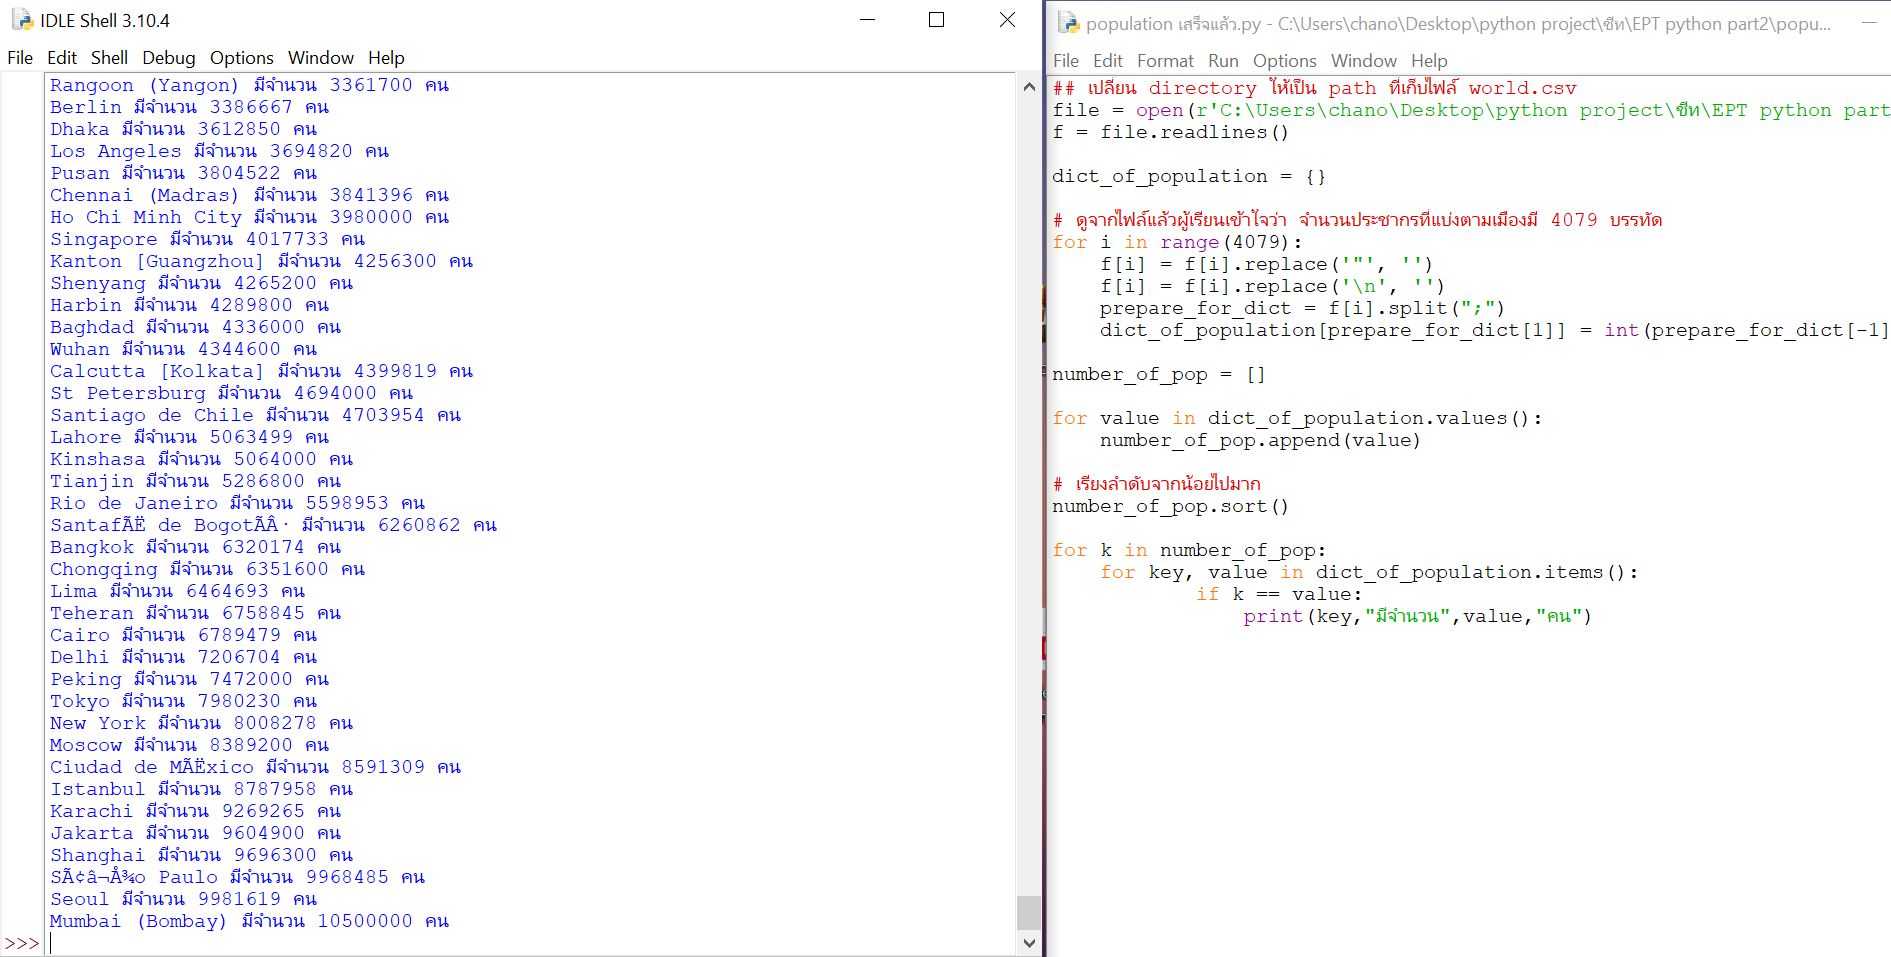 IDLE Shell 3.10.4
File Edit Shell Debug Options Window Help
Rangoon (Yangon) มีจำนวน 3361700 คน
Berlin มีจำนวน 3386667 คน
Dhaka มีจำนวน 3612850 คน
Los Angeles มีจำนวน 3694820 คน
Pusan มีจำนวน 3804522 คน
Chennai (Madras) มีจำนวน 3841396 คน
Ho Chi Minh City มีจำนวน 3980000 คน
Singapore มีจำนวน 4017733 คน
Kanton [Guangzhou] มีจำนวน 4256300 คน
Shenyang มีจำนวน 4265200 คน
Harbin มีจำนวน 4289800 คน
Baghdad มีจำนวน 4336000 คน
Wuhan มีจำนวน 4344600 คน
Calcutta [Kolkata] มีจำนวน 4399819 คน
St Petersburg มีจำนวน 4694000 คน
Santiago de Chile มีจำนวน 4703954 คน
Lahore มีจำนวน 5063499 คน
Kinshasa มีจำนวน 5064000 คน
Tianjin มีจำนวน 5286800 คน
Rio de Janeiro มีจำนวน 5598953 คน
SantafÃË de BogotÃÂ· มีจำนวน 6260862 คน
Bangkok มีจำนวน 6320174 คน
Chongqing มีจำนวน 6351600 คน
Lima มีจำนวน 6464693 คน
Teheran มีจำนวน 6758845 คน
Cairo มีจำนวน 6789479 คน
Delhi มีจำนวน 7206704 คน
Peking มีจำนวน 7472000 คน
Tokyo มีจำนวน 7980230 คน
New York มีจำนวน 8008278 คน
Moscow มีจำนวน 8389200 คน
Ciudad de MÃËxico มีจำนวน 8591309 คน
Istanbul มีจำนวน 8787958 คน
Karachi มีจำนวน 9269265 คน
Jakarta มีจำนวน 9604900 คน
Shanghai มีจำนวน 9696300 คน
SÃ¢â¬Å¾o Paulo มีจำนวน 9968485 คน
Seoul มีจำนวน 9981619 คน
Mumbai (Bombay) มีจำนวน 10500000 คน
>>>
population เสร็จแล้ว.py - C:\Users\chano\Desktop\python project\ชีท\EPT python part2\popu...
File Edit Format Run Options Window Help
## เปลี่ยน directory ให้เป็น path ที่เก็บไฟล์ world.csv
file = open(r'C:\Users\chano\Desktop\python project\ชีท\EPT python part
f = file.readlines()
dict_of_population = {}
# ดูจากไฟล์แล้วผู้เรียนเข้าใจว่า จำนวนประชากรที่แบ่งตามเมืองมี 4079 บรรทัด
for i in range(4079):
f[i] = f[i].replace('"', '')
f[i] = f[i].replace('\n', '')
prepare_for_dict = f[i].split(";")
dict_of_population[prepare_for_dict[1]] = int(prepare_for_dict[-1]
number_of_pop = []
for value in dict_of_population.values():
number_of_pop.append(value)
# เรียงลำดับจากน้อยไปมาก
number_of_pop.sort()
for k in number_of_pop:
for key, value in dict_of_population.items():
if k == value:
print(key,"มีจำนวน",value,"คน")